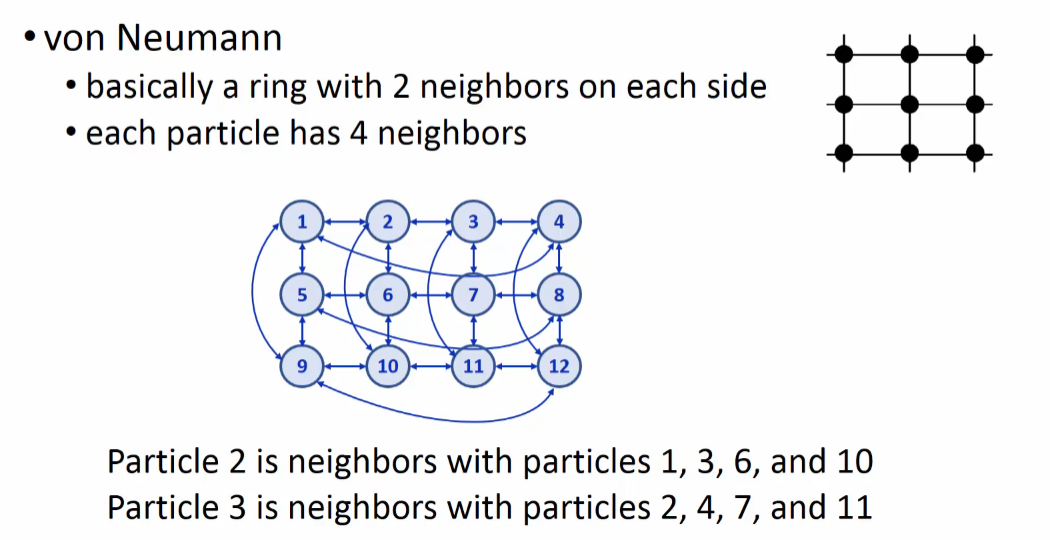 • von Neumann
• basically a ring with 2 neighbors on each side
• each particle has 4 neighbors
1 2 3 4
5 6 7 8
9 10 11 12
Particle 2 is neighbors with particles 1, 3, 6, and 10
Particle 3 is neighbors with particles 2, 4, 7, and 11